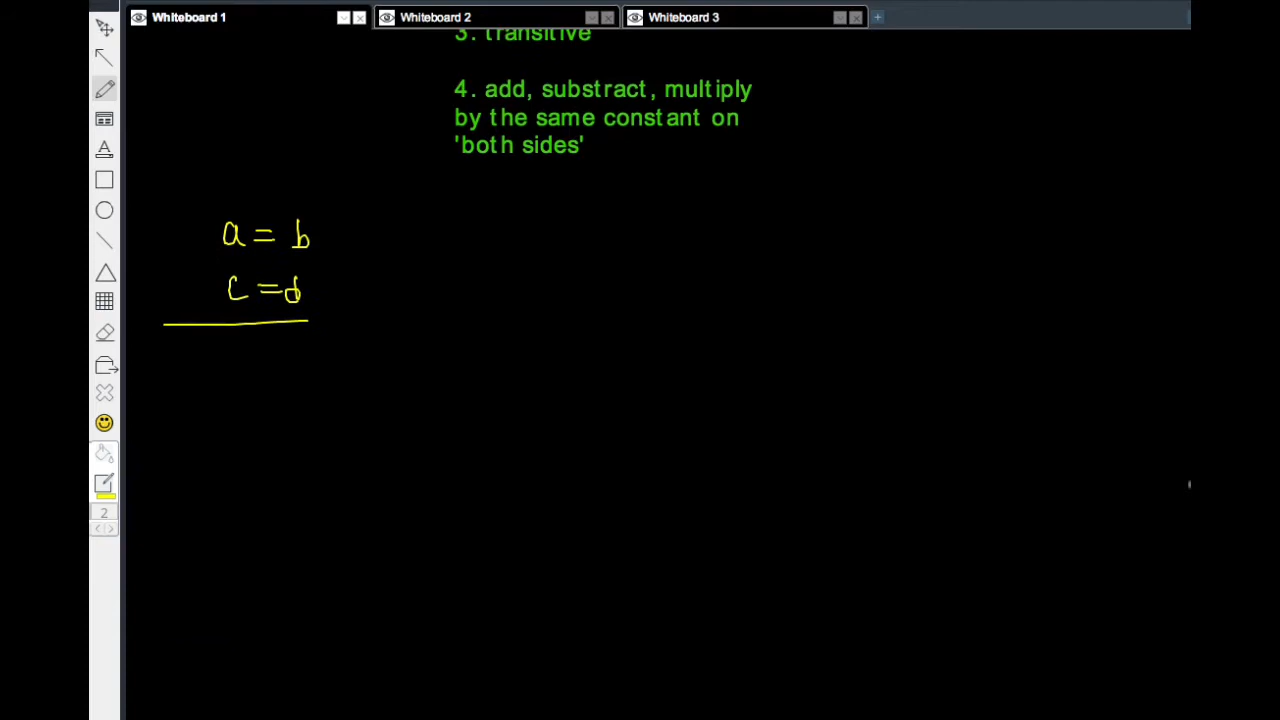 Whiteboard 1
Whiteboard 2
Whiteboard 3
3. transitive
4. add, substract, multiply
by the same constant on
'both sides'
a = b
c = d
2